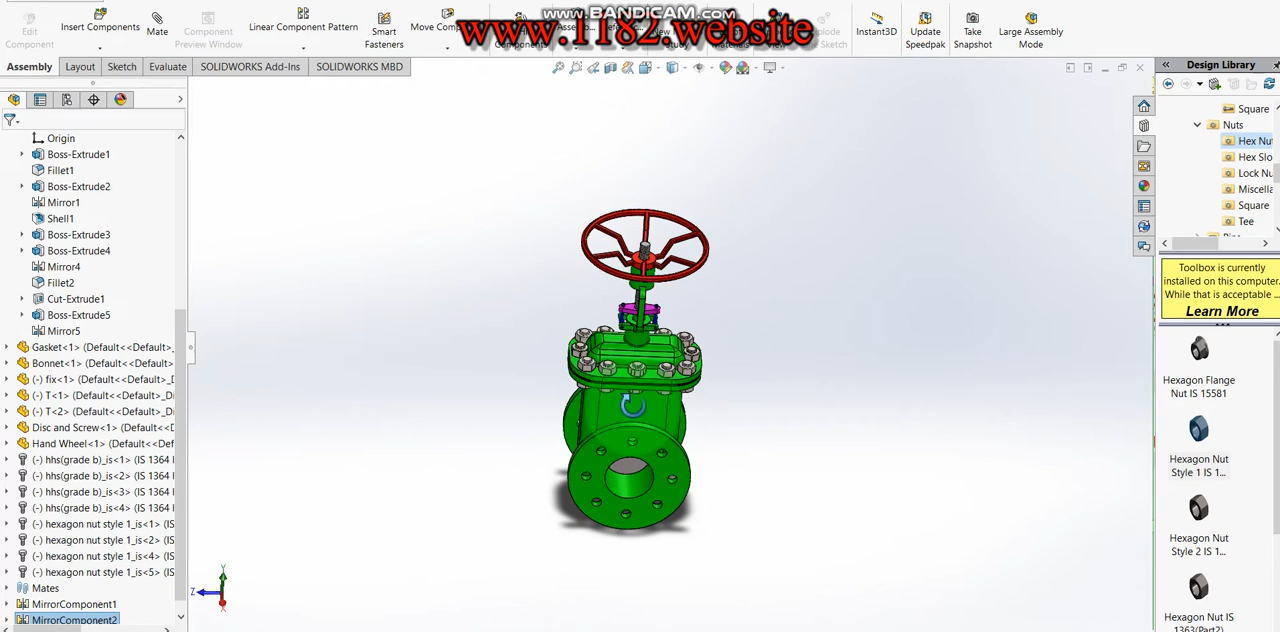 www.BANDICAM.com
www.1182.website
Edit Component
Insert Components
Mate
Component Preview Window
Linear Component Pattern
Smart Fasteners
Move Comp
Instant3D
Update Speedpak
Take Snapshot
Large Assembly Mode
Assembly
Layout
Sketch
Evaluate
SOLIDWORKS Add-Ins
SOLIDWORKS MBD
Design Library
Origin
Boss-Extrude1
Fillet1
Boss-Extrude2
Mirror1
Shell1
Boss-Extrude3
Boss-Extrude4
Mirror4
Fillet2
Cut-Extrude1
Boss-Extrude5
Mirror5
Gasket<1> (Default<<Default>_
Bonnet<1> (Default<<Default>_
(-) fix<1> (Default<<Default>_D
(-) T<1> (Default<<Default>_Di
(-) T<2> (Default<<Default>_Di
Disc and Screw<1> (Default<<D
Hand Wheel<1> (Default<<Def
(-) hhs(grade b)_is<1> (IS 1364
(-) hhs(grade b)_is<2> (IS 1364
(-) hhs(grade b)_is<3> (IS 1364
(-) hhs(grade b)_is<4> (IS 1364
(-) hexagon nut style 1_is<1> (IS
(-) hexagon nut style 1_is<2> (IS
(-) hexagon nut style 1_is<4> (IS
(-) hexagon nut style 1_is<5> (IS
Mates
MirrorComponent1
MirrorComponent2
Y
Z
X
Square
Nuts
Hex Nut
Hex Slo
Lock Nu
Miscella
Square
Tee
Toolbox is currently
installed on this computer.
While that is acceptable
Learn More
Hexagon Flange
Nut IS 15581
Hexagon Nut
Style 1 IS 1...
Hexagon Nut
Style 2 IS 1...
Hexagon Nut IS
1363(Part2)